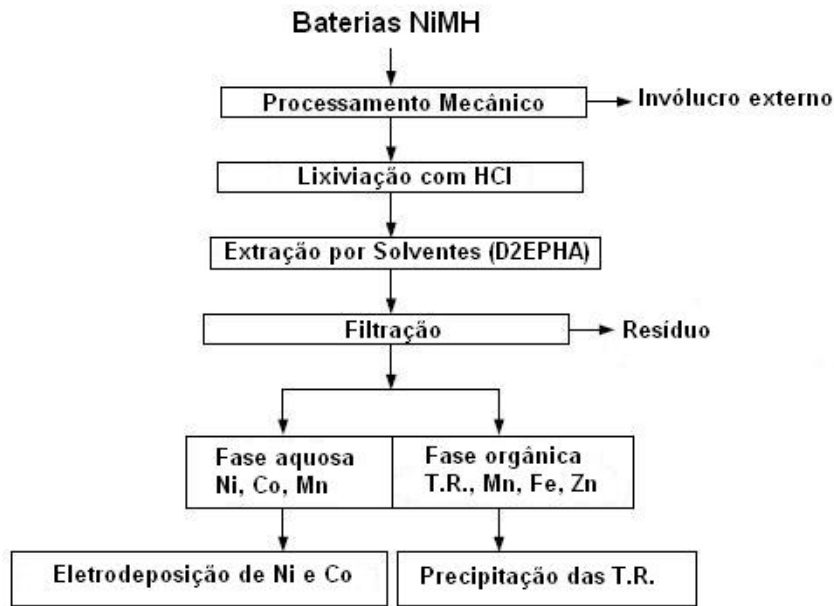 Baterias NiMH
Processamento Mecânico
Invólucro externo
Lixiviação com HCl
Extração por Solventes (D2EPHA)
Filtração
Resíduo
Fase aquosa
Ni, Co, Mn
Fase orgânica
T.R., Mn, Fe, Zn
Eletrodeposição de Ni e Co
Precipitação das T.R.